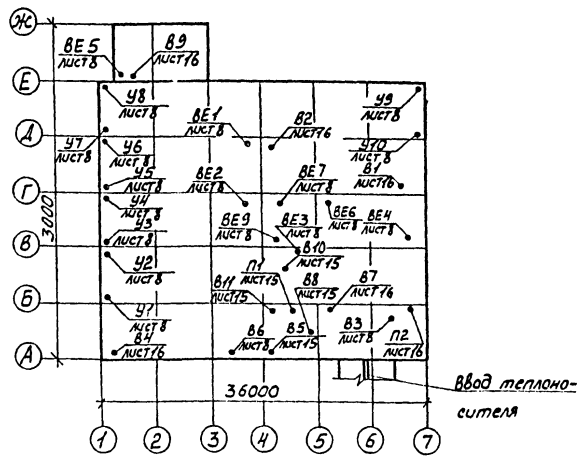 Ж
ВЕ5
лист 8
В9
лист 16
Е
У8
лист 8
У9
лист 8
ВЕ1
лист 8
В2
лист 16
Д
У7
лист 8
У6
лист 8
У10
лист 8
У5
лист 8
ВЕ2
лист 8
ВЕ7
лист 8
В1
лист 16
Г
У4
лист 8
ВЕ9
лист 8
ВЕ3
лист 8
ВЕ6
лист 8
ВЕ4
лист 8
3000
У3
лист 8
В
В10
лист 15
У2
лист 8
В11
лист 15
П1
лист 15
В8
лист 15
В7
лист 16
Б
У1
лист 8
В4
лист 16
В6
лист 8
В5
лист 15
В3
лист 8
П2
лист 16
А
36000
Ввод теплоно-
сителя
1 2 3 4 5 6 7